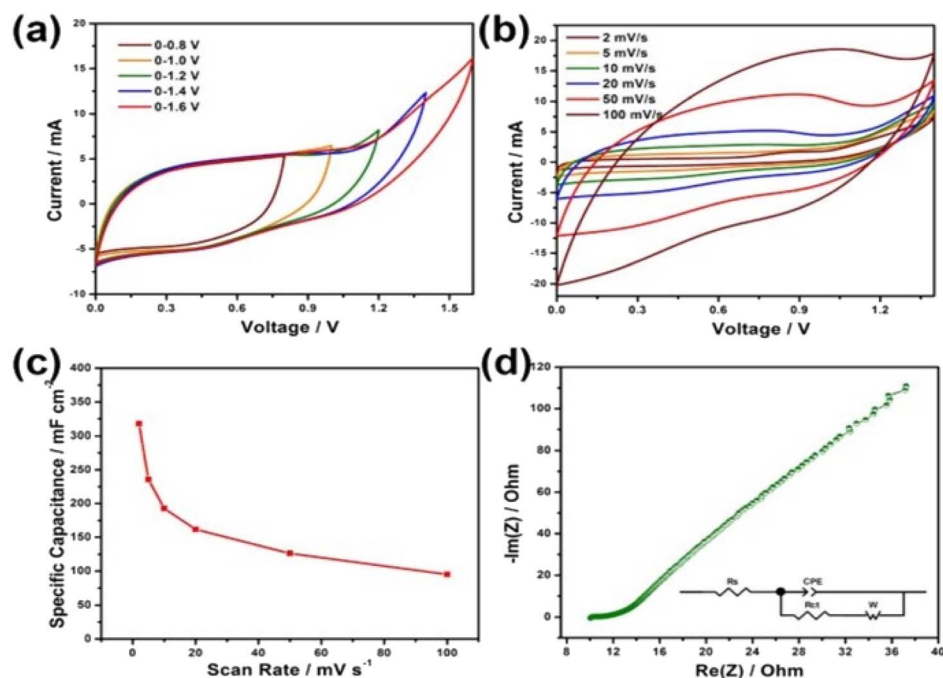 (a)
0-0.8 V
0-1.0 V
0-1.2 V
0-1.4 V
0-1.6 V
20
15
10
5
0
-5
-10
Current / mA
0.0 0.3 0.6 0.9 1.2 1.5
Voltage / V
(b)
2 mV/s
5 mV/s
10 mV/s
20 mV/s
50 mV/s
100 mV/s
20
15
10
5
0
-5
-10
-15
-20
Current / mA
0.0 0.3 0.6 0.9 1.2
Voltage / V
(c)
400
350
300
250
200
150
100
50
0
Specific Capacitance / mF cm-2
0 20 40 60 80 100
Scan Rate / mV s-1
(d)
120
100
80
60
40
20
0
-Im(Z) / Ohm
Rs CPE
Rct W
8 12 16 20 24 28 32 36 40
Re(Z) / Ohm